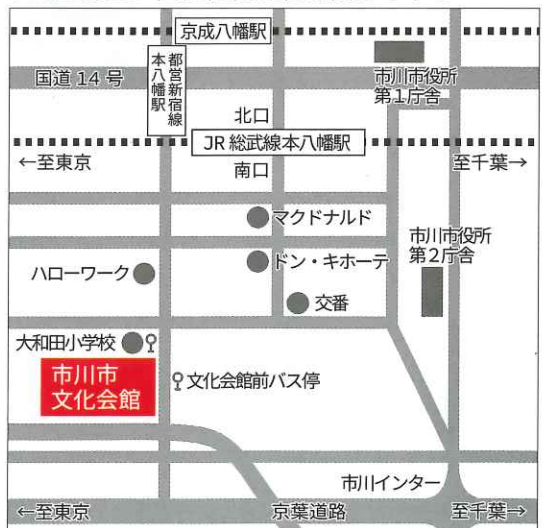 京成八幡駅
国道14号
都営新宿線
本八幡駅
市川市役所
第1庁舎
北口
JR 総武線本八幡駅
←至東京
南口
至千葉→
マクドナルド
市川市役所
第2庁舎
ドン・キホーテ
ハローワーク
交番
大和田小学校
市川市
文化会館
文化会館前バス停
市川インター
←至東京
京葉道路
至千葉→